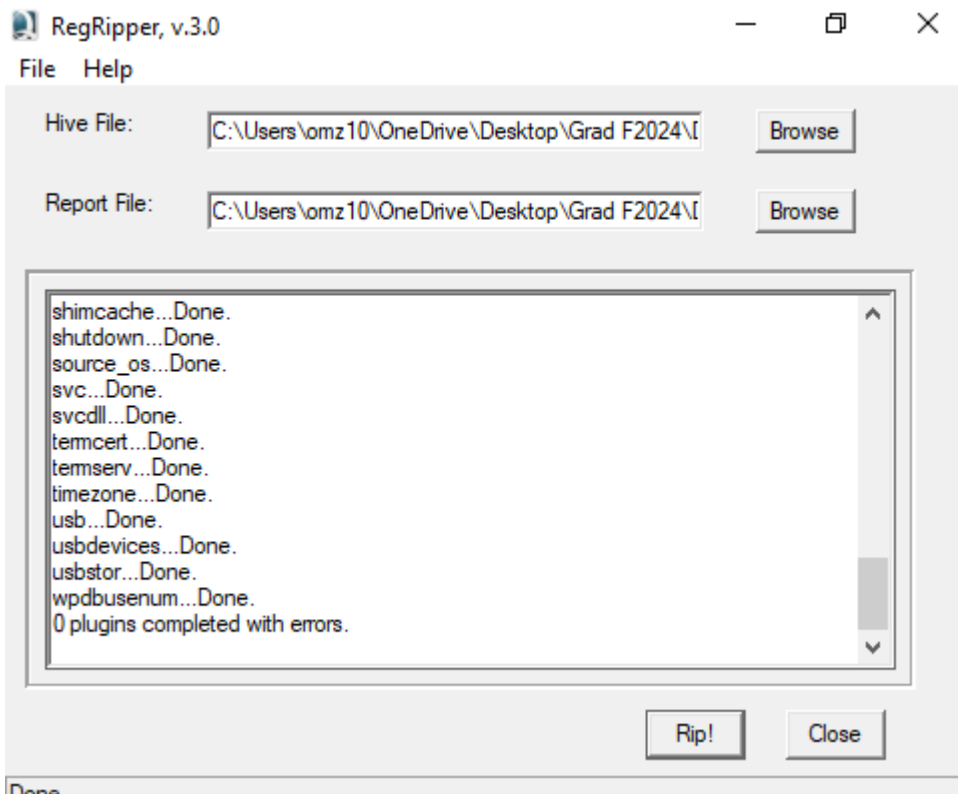 RegRipper, v.3.0
File Help
Hive File: C:\Users\omz10\OneDrive\Desktop\Grad F2024\ Browse
Report File: C:\Users\omz10\OneDrive\Desktop\Grad F2024\ Browse
shimcache...Done.
shutdown...Done.
source_os...Done.
svc...Done.
svcdll...Done.
termcert...Done.
termserv...Done.
timezone...Done.
usb...Done.
usbdevices...Done.
usbstor...Done.
wpdbusenum...Done.
0 plugins completed with errors.
Rip! Close
Done